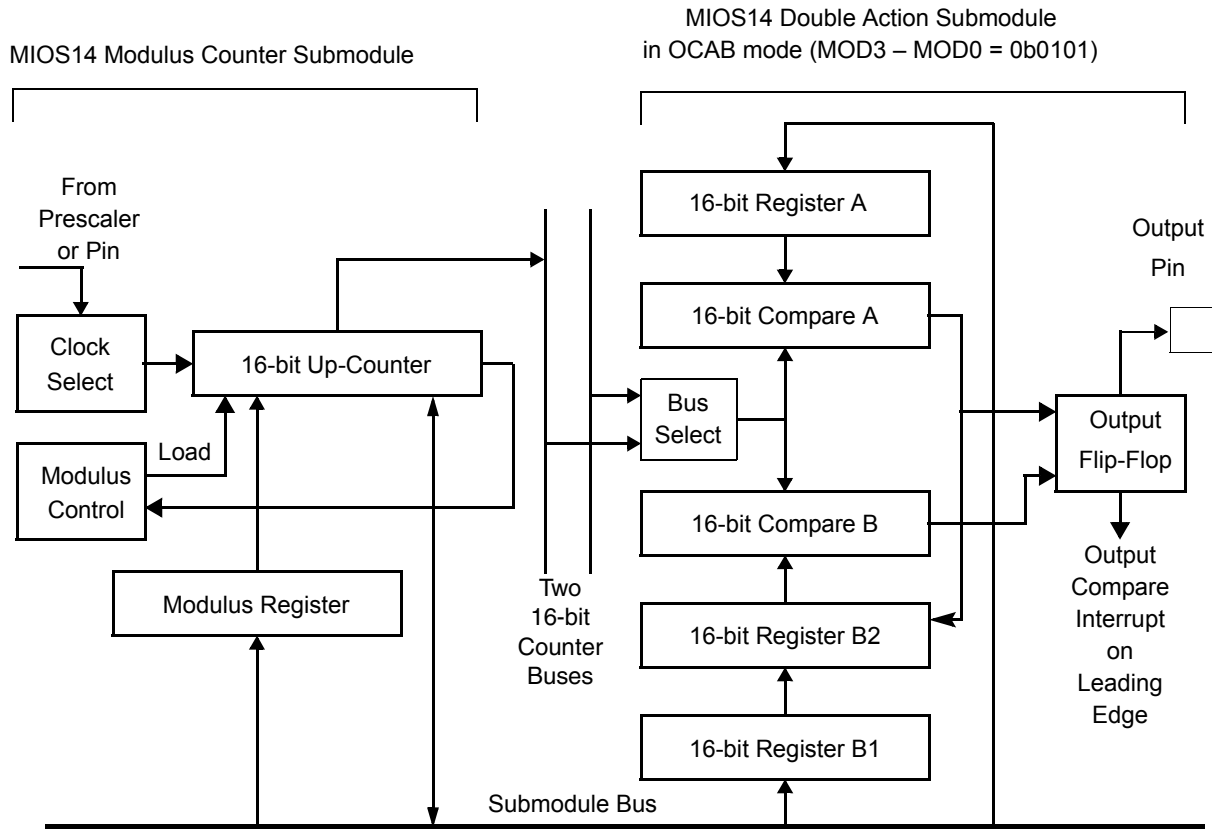 MIOS14 Modulus Counter Submodule
MIOS14 Double Action Submodule
in OCAB mode (MOD3 – MOD0 = 0b0101)
From
Prescaler
or Pin
Clock
Select
16-bit Up-Counter
Load
Modulus
Control
Modulus Register
Two
16-bit
Counter
Buses
16-bit Register A
16-bit Compare A
Bus
Select
16-bit Compare B
16-bit Register B2
16-bit Register B1
Output
Pin
Output
Flip-Flop
Output
Compare
Interrupt
on
Leading
Edge
Submodule Bus